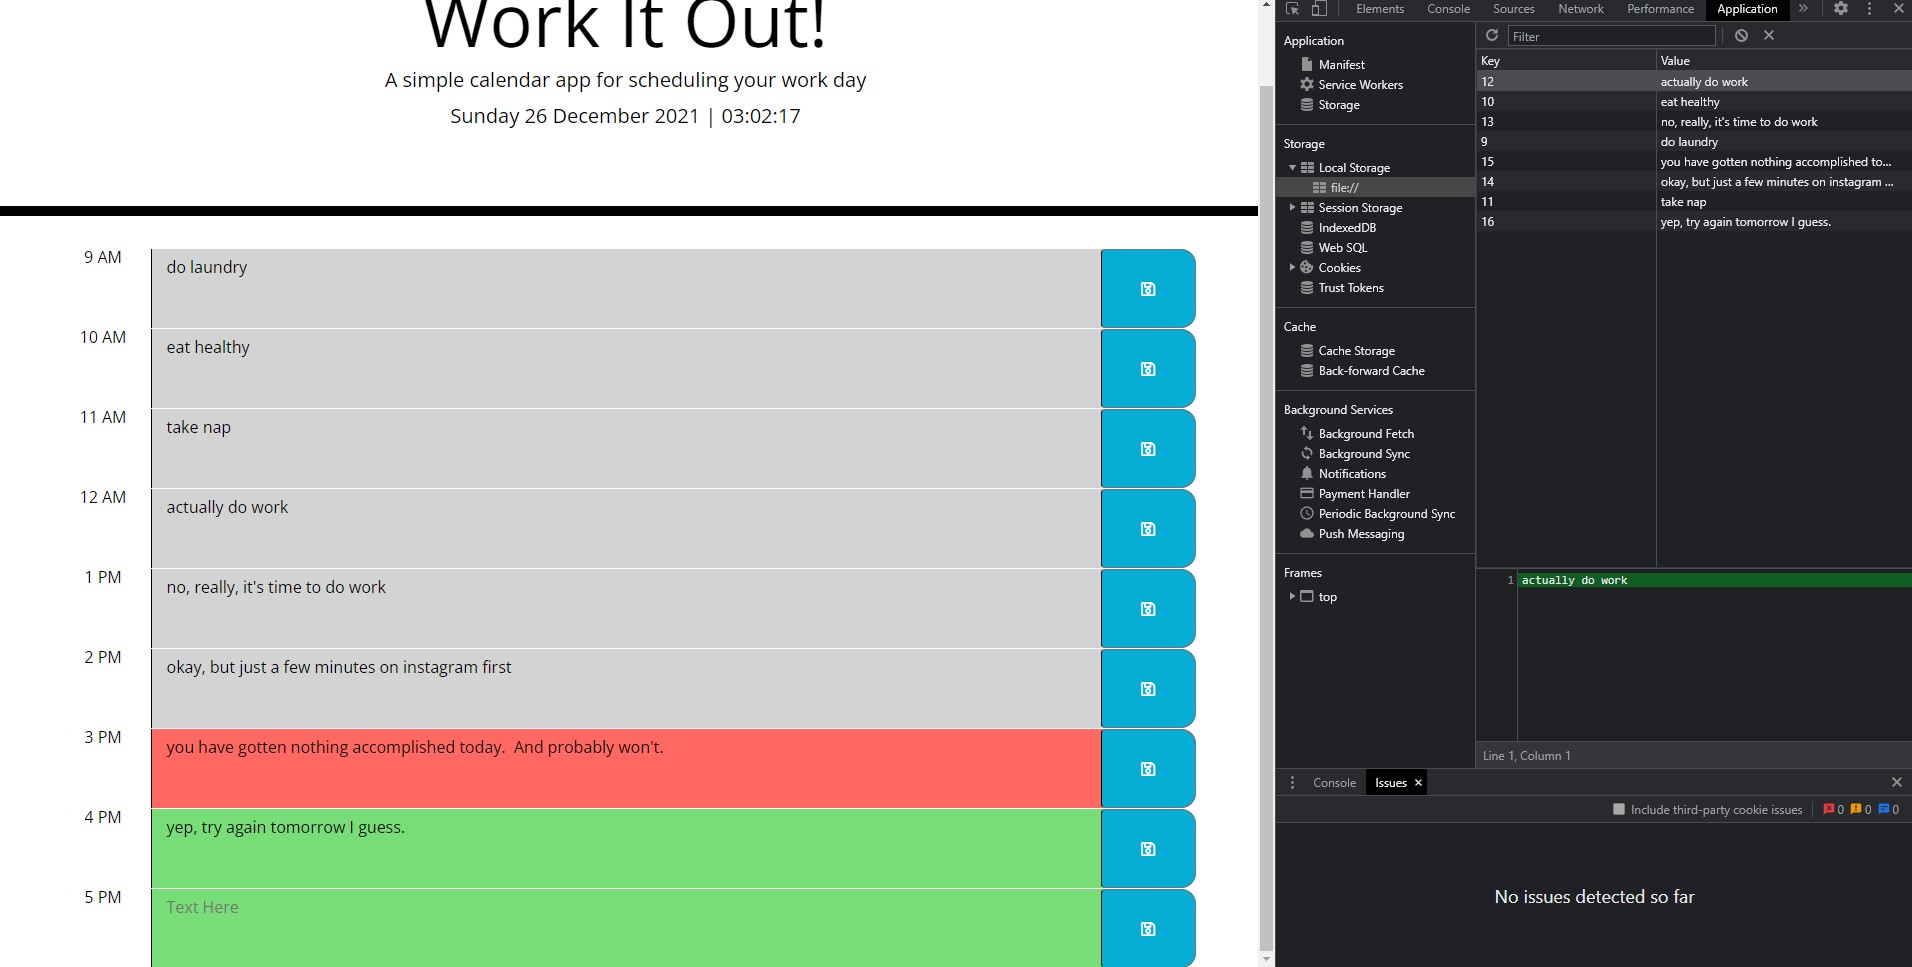 Work It Out!
A simple calendar app for scheduling your work day
Sunday 26 December 2021 | 03:02:17
9 AM
do laundry
10 AM
eat healthy
11 AM
take nap
12 AM
actually do work
1 PM
no, really, it's time to do work
2 PM
okay, but just a few minutes on instagram first
3 PM
you have gotten nothing accomplished today.  And probably won't.
4 PM
yep, try again tomorrow I guess.
5 PM
Text Here
Elements Console Sources Network Performance Application »
Application
Manifest
Service Workers
Storage
Storage
Local Storage
file://
Session Storage
IndexedDB
Web SQL
Cookies
Trust Tokens
Cache
Cache Storage
Back-forward Cache
Background Services
Background Fetch
Background Sync
Notifications
Payment Handler
Periodic Background Sync
Push Messaging
Frames
top
Filter
Key Value
12 actually do work
10 eat healthy
13 no, really, it's time to do work
9 do laundry
15 you have gotten nothing accomplished to...
14 okay, but just a few minutes on instagram ...
11 take nap
16 yep, try again tomorrow I guess.
1 actually do work
Line 1, Column 1
Console Issues
Include third-party cookie issues 0 0 0
No issues detected so far